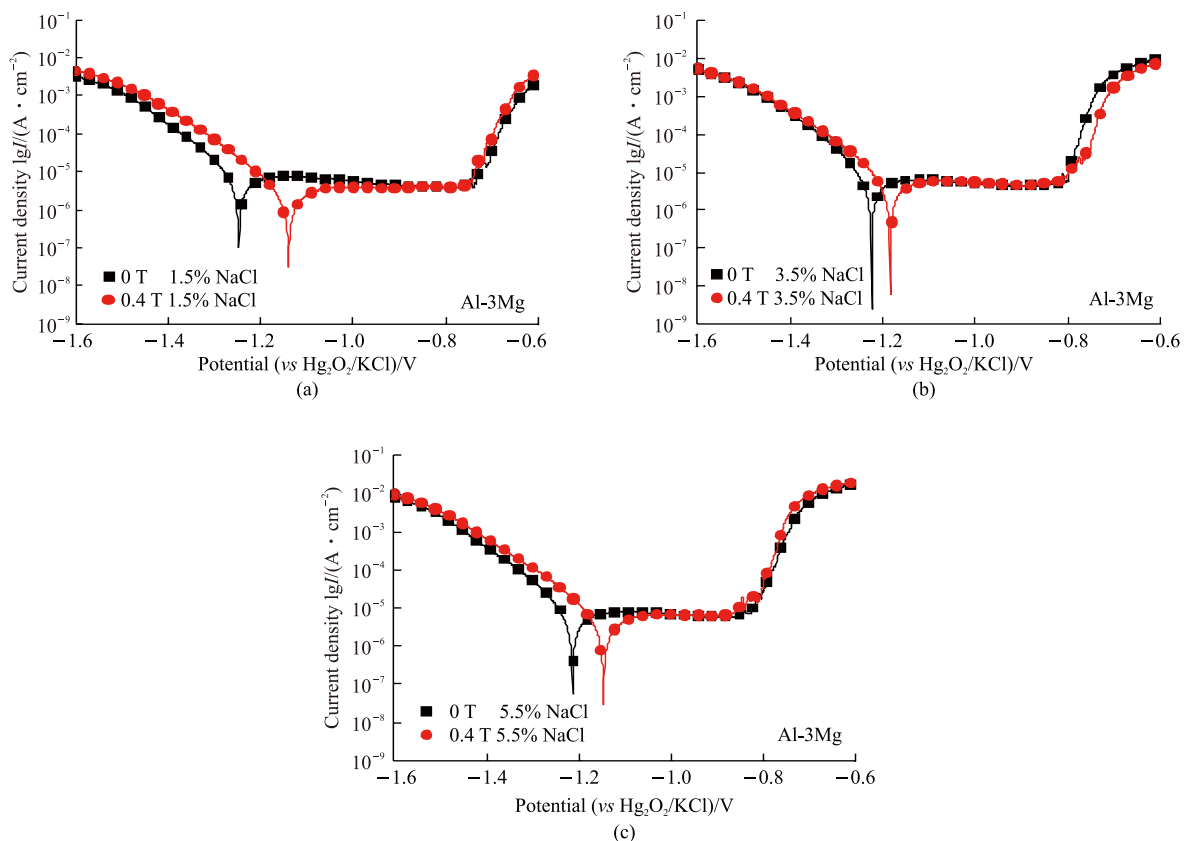 10⁻¹
10⁻²
10⁻³
10⁻⁴
10⁻⁵
10⁻⁶
10⁻⁷
10⁻⁸
10⁻⁹
Current density lgI/(A・cm⁻²)
0 T 1.5% NaCl
0.4 T 1.5% NaCl
Al-3Mg
−1.6 −1.4 −1.2 −1.0 −0.8 −0.6
Potential (vs Hg₂O₂/KCl)/V
(a)
10⁻¹
10⁻²
10⁻³
10⁻⁴
10⁻⁵
10⁻⁶
10⁻⁷
10⁻⁸
10⁻⁹
Current density lgI/(A・cm⁻²)
0 T 3.5% NaCl
0.4 T 3.5% NaCl
Al-3Mg
−1.6 −1.4 −1.2 −1.0 −0.8 −0.6
Potential (vs Hg₂O₂/KCl)/V
(b)
10⁻¹
10⁻²
10⁻³
10⁻⁴
10⁻⁵
10⁻⁶
10⁻⁷
10⁻⁸
10⁻⁹
Current density lgI/(A・cm⁻²)
0 T 5.5% NaCl
0.4 T 5.5% NaCl
Al-3Mg
−1.6 −1.4 −1.2 −1.0 −0.8 −0.6
Potential (vs Hg₂O₂/KCl)/V
(c)